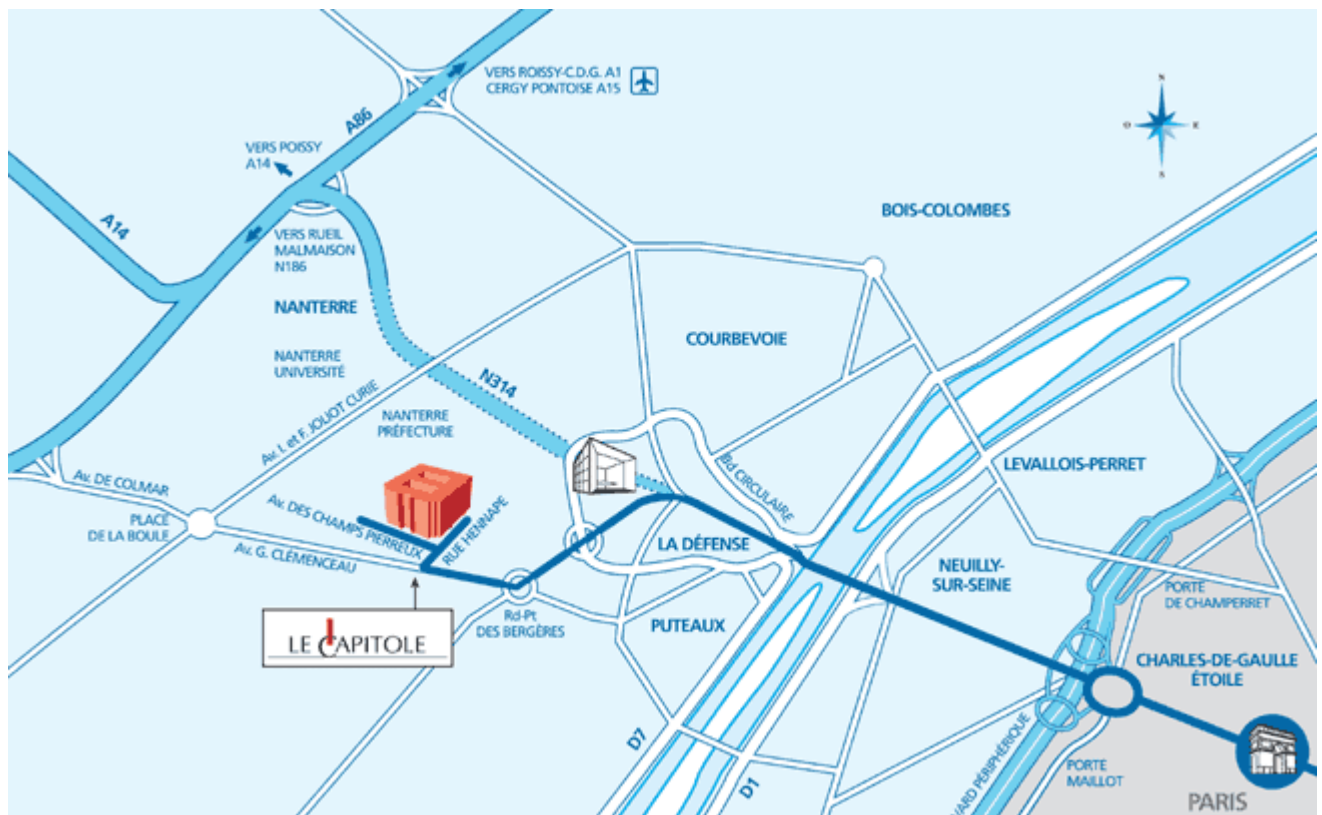 VERS ROISSY-C.D.G. A1
CERGY PONTOISE A15
A86
N
O
E
S
VERS POISSY
A14
A14
VERS RUEIL
MALMAISON
N186
BOIS-COLOMBES
NANTERRE
COURBEVOIE
NANTERRE
UNIVERSITÉ
N314
Av. I. et F. JOLIOT CURIE
NANTERRE
PRÉFECTURE
Bd CIRCULAIRE
LEVALLOIS-PERRET
Av. DE COLMAR
PLACE
DE LA BOULE
Av. DES CHAMPS PIERREUX
RUE HENNAPE
Av. G. CLÉMENCEAU
LA DÉFENSE
NEUILLY-
SUR-SEINE
PORTE
DE CHAMPERRET
Rd-Pt
DES BERGÈRES
PUTEAUX
LE CAPITOLE
CHARLES-DE-GAULLE
ÉTOILE
D7
D1
VARD PÉRIPHÉRIQUE
PORTE
MAILLOT
PARIS